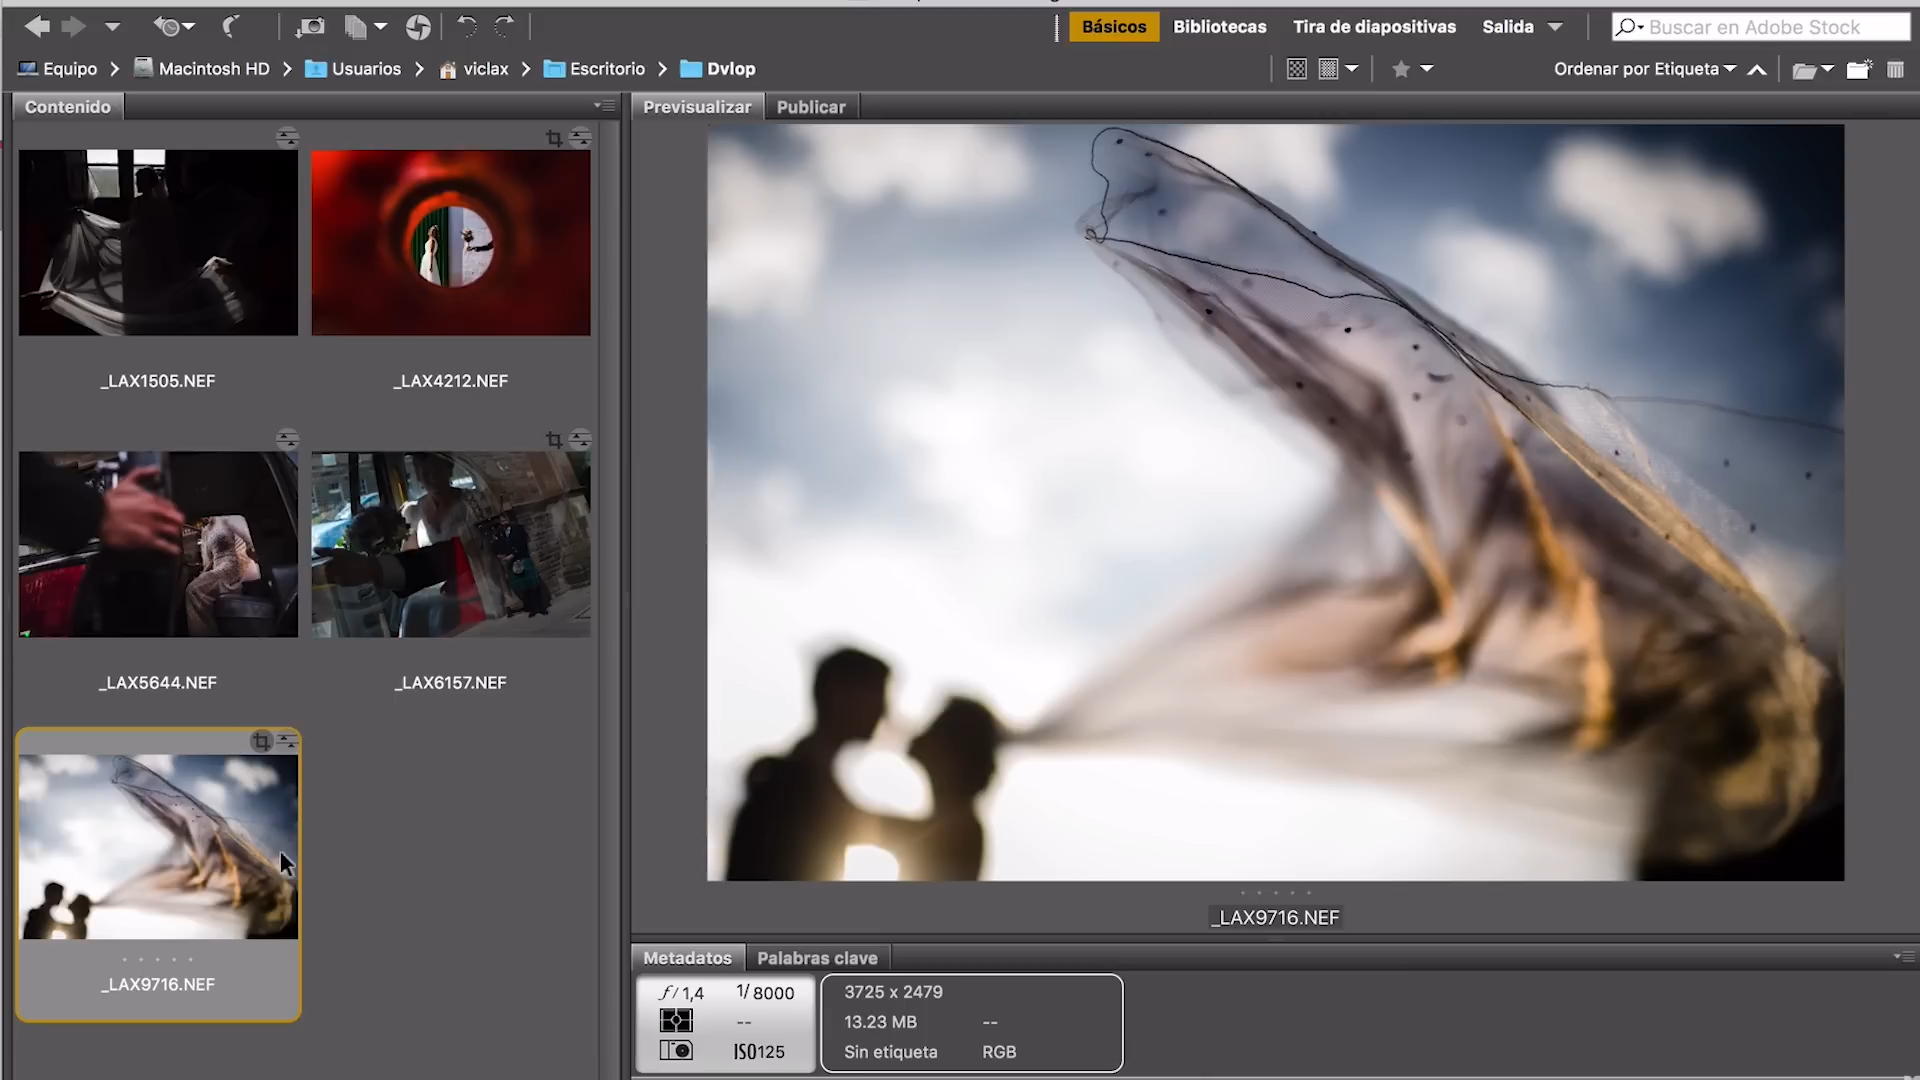 Básicos Bibliotecas Tira de diapositivas Salida Buscar en Adobe Stock
Equipo Macintosh HD Usuarios viclax Escritorio Dvlop Ordenar por Etiqueta
Contenido Previsualizar Publicar
_LAX1505.NEF _LAX4212.NEF
_LAX5644.NEF _LAX6157.NEF
_LAX9716.NEF
_LAX9716.NEF
Metadatos Palabras clave
f/1,4 1/8000 3725 x 2479
-- 13.23 MB --
ISO125 Sin etiqueta RGB